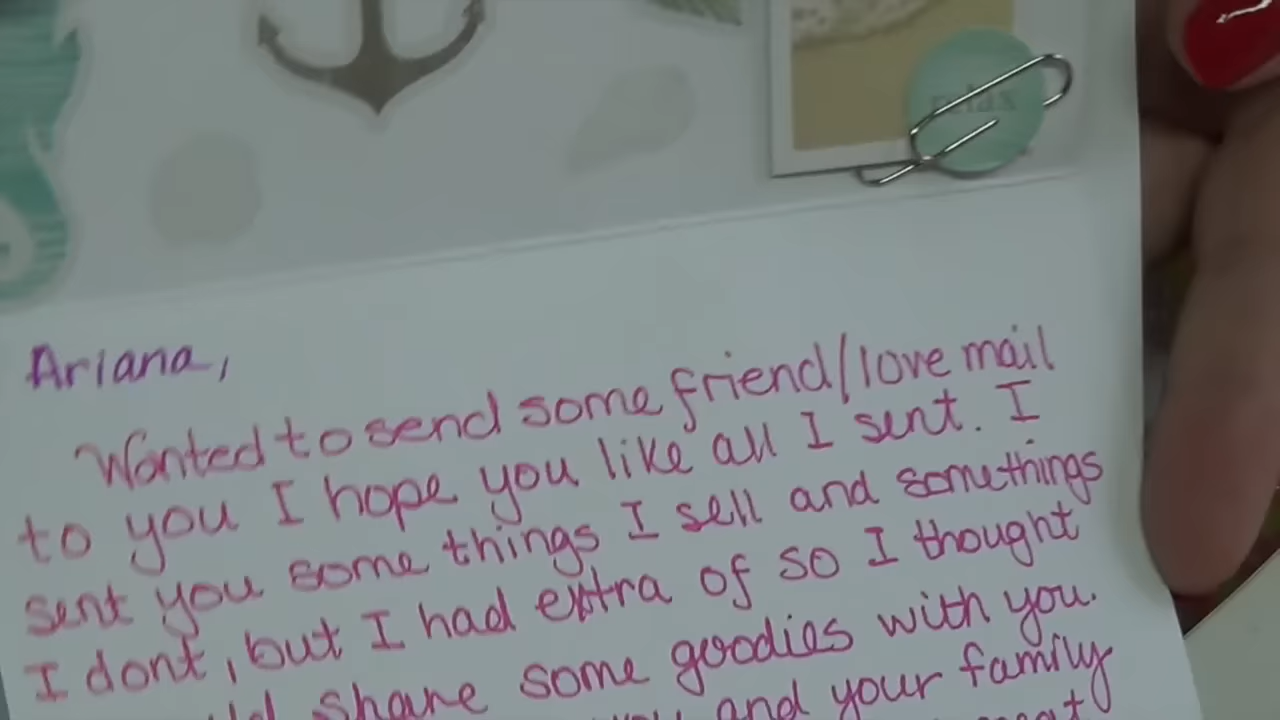 relax
Ariana,
Wanted to send some friend/love mail
to you I hope you like all I sent. I
sent you some things I sell and somethings
I dont, but I had extra of so I thought
share some goodies with you.
and your family